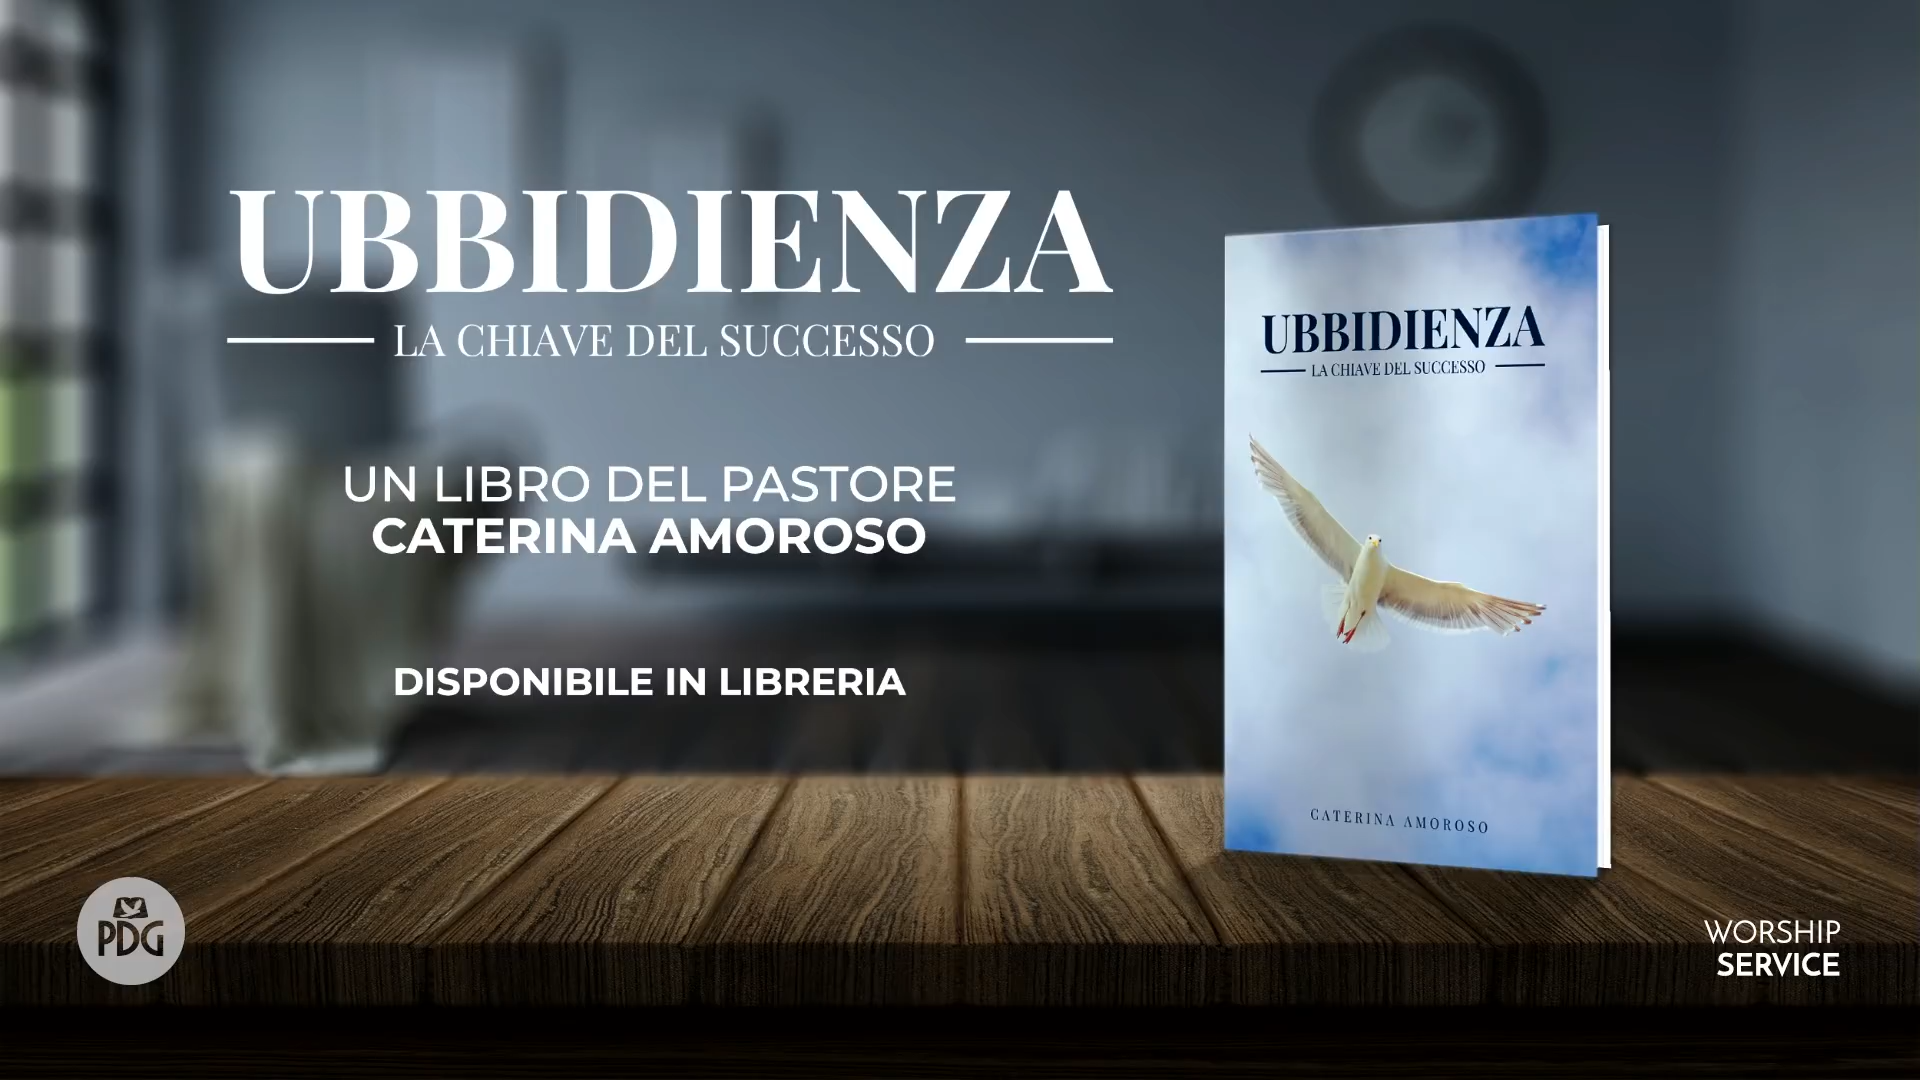 UBBIDIENZA
LA CHIAVE DEL SUCCESSO
UN LIBRO DEL PASTORE
CATERINA AMOROSO
DISPONIBILE IN LIBRERIA
UBBIDIENZA
LA CHIAVE DEL SUCCESSO
CATERINA AMOROSO
PDG
WORSHIP
SERVICE